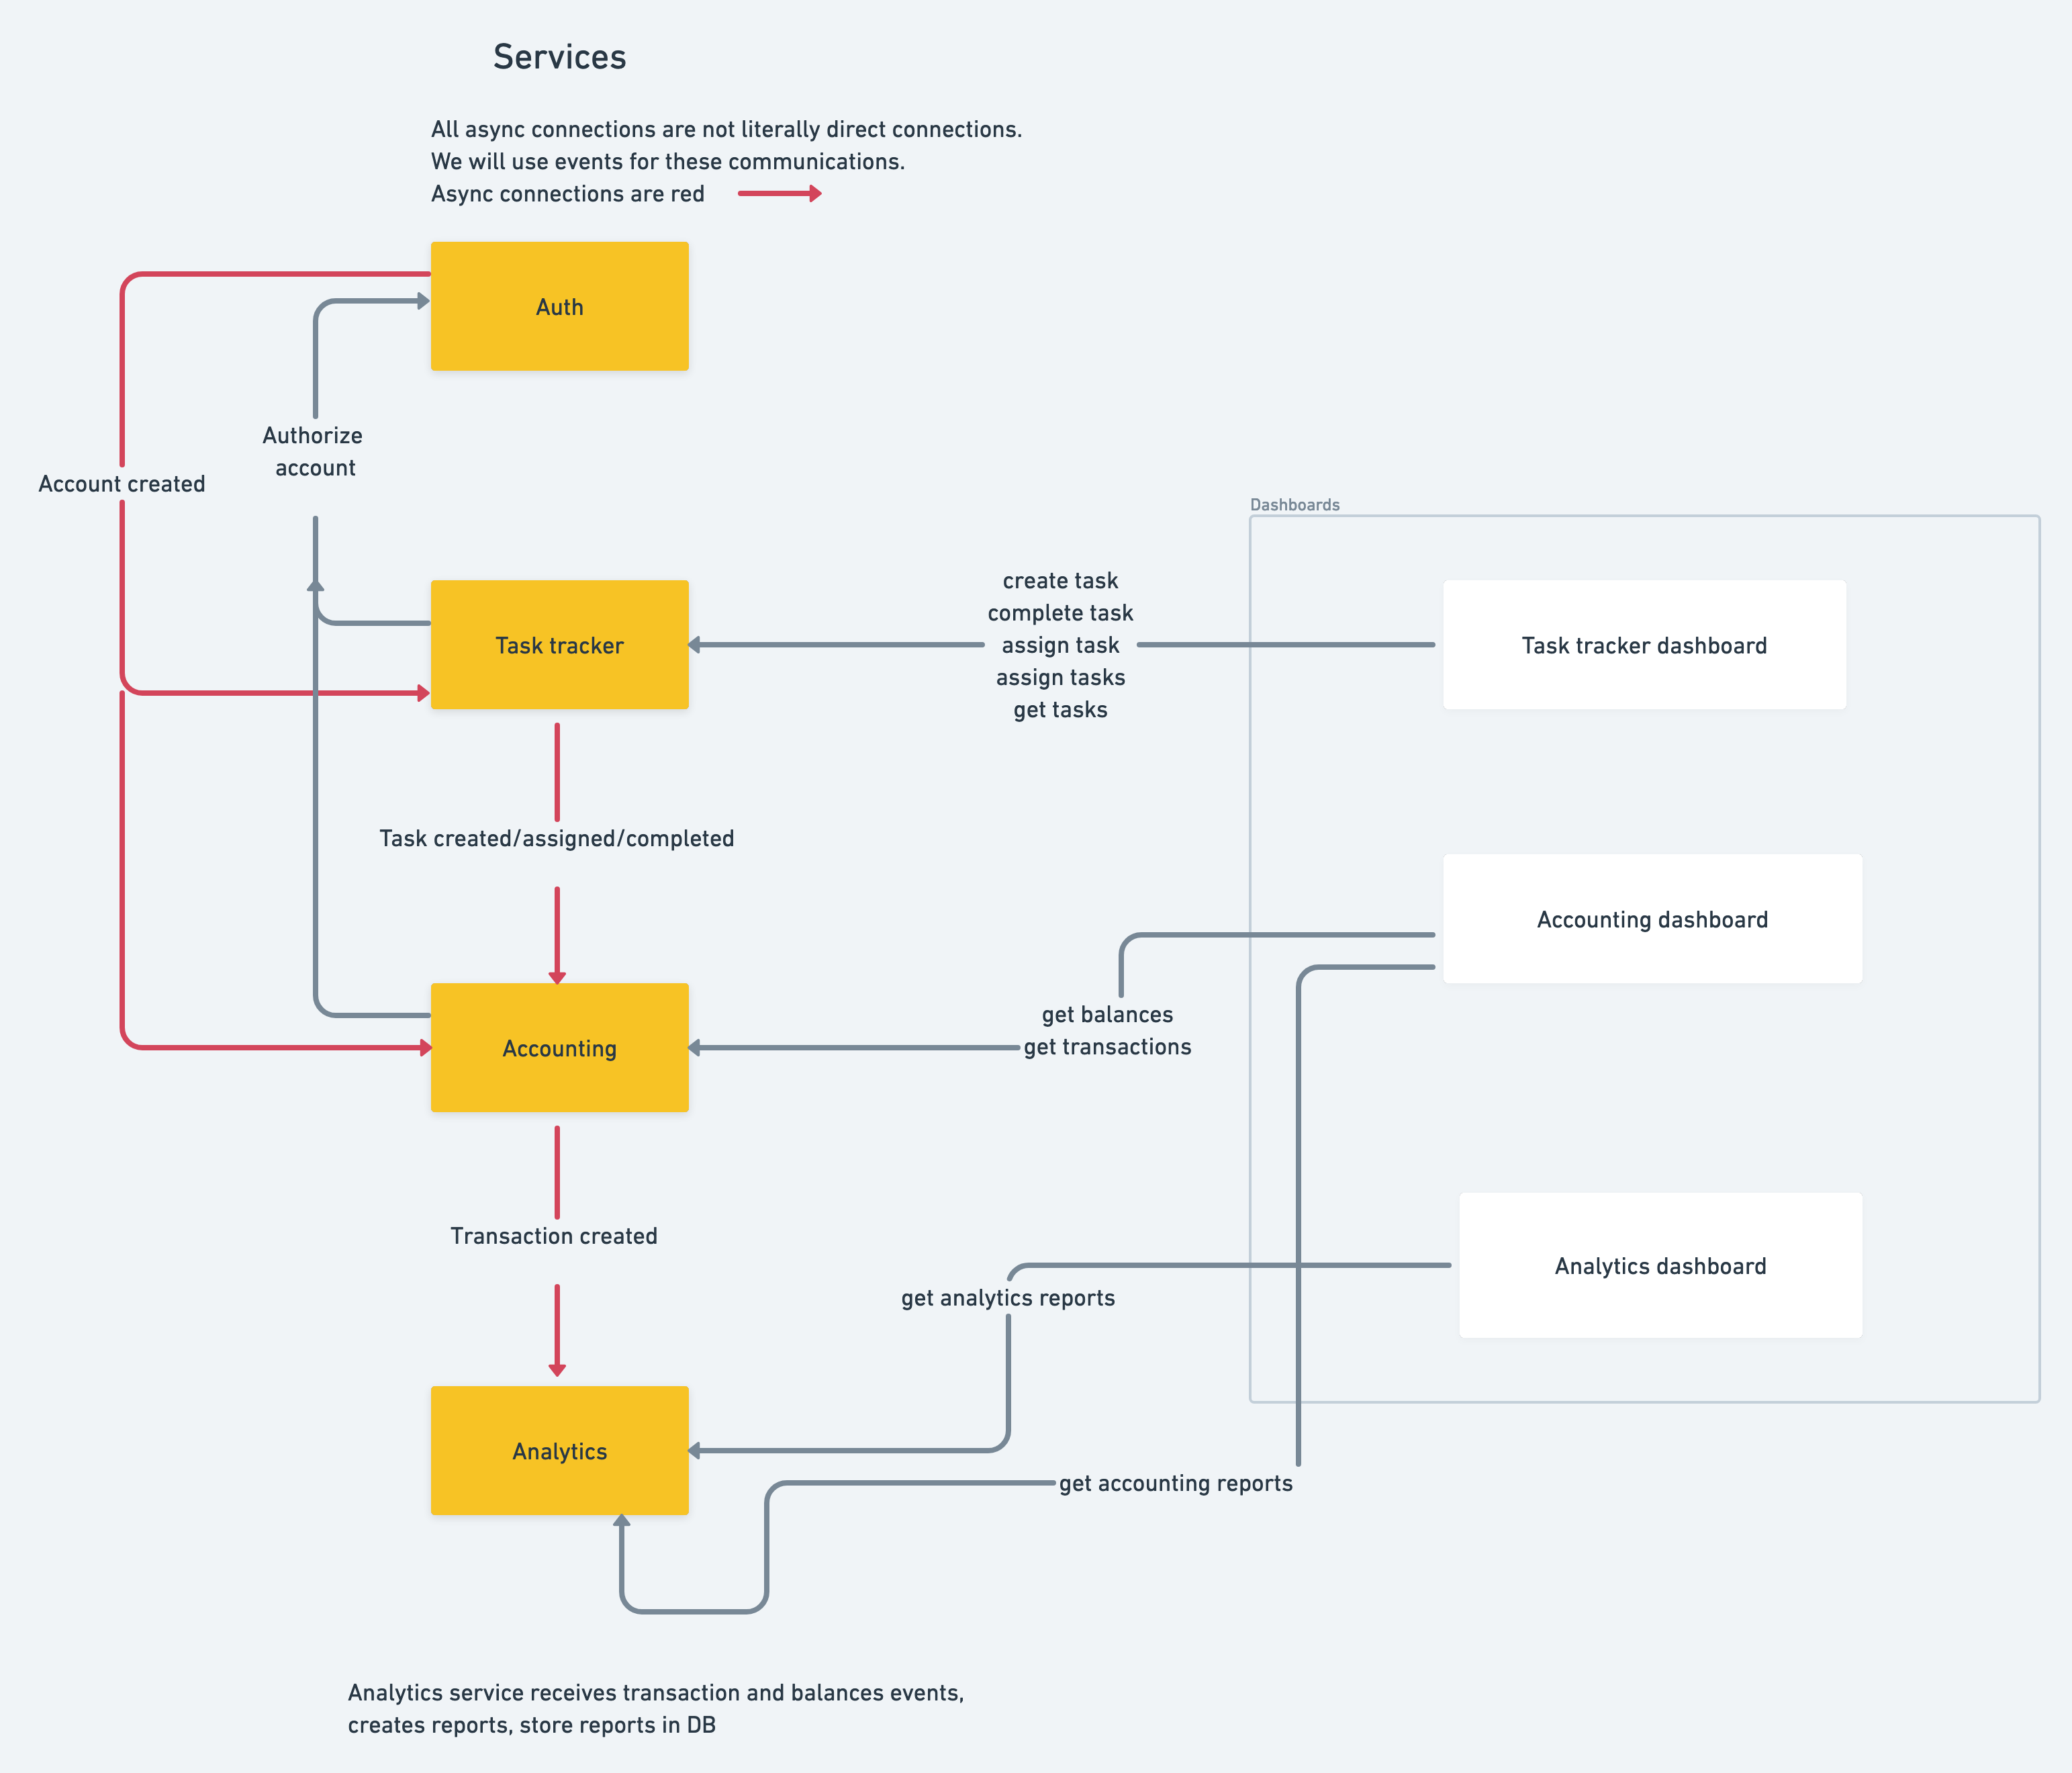 Services
All async connections are not literally direct connections.
We will use events for these communications.
Async connections are red
Auth
Authorize
account
Account created
Dashboards
create task
complete task
assign task
assign tasks
get tasks
Task tracker
Task tracker dashboard
Task created/assigned/completed
Accounting dashboard
get balances
get transactions
Accounting
Transaction created
Analytics dashboard
get analytics reports
Analytics
get accounting reports
Analytics service receives transaction and balances events,
creates reports, store reports in DB